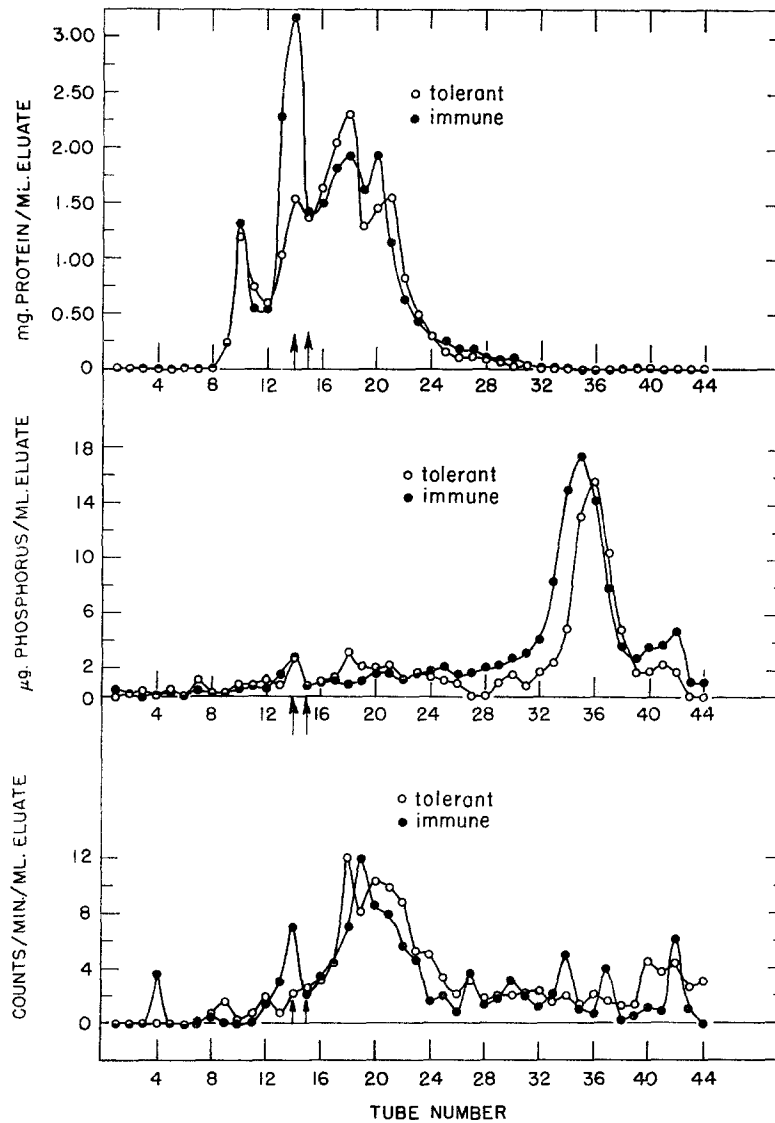 mg. PROTEIN/ML. ELUATE
3.00
2.50
2.00
1.50
1.00
0.50
0
○ tolerant
● immune
4 8 12 16 20 24 28 32 36 40 44
µg. PHOSPHORUS/ML. ELUATE
18
14
10
6
2
0
○ tolerant
● immune
4 8 12 16 20 24 28 32 36 40 44
COUNTS/MIN./ML. ELUATE
12
8
4
0
○ tolerant
● immune
4 8 12 16 20 24 28 32 36 40 44
TUBE NUMBER